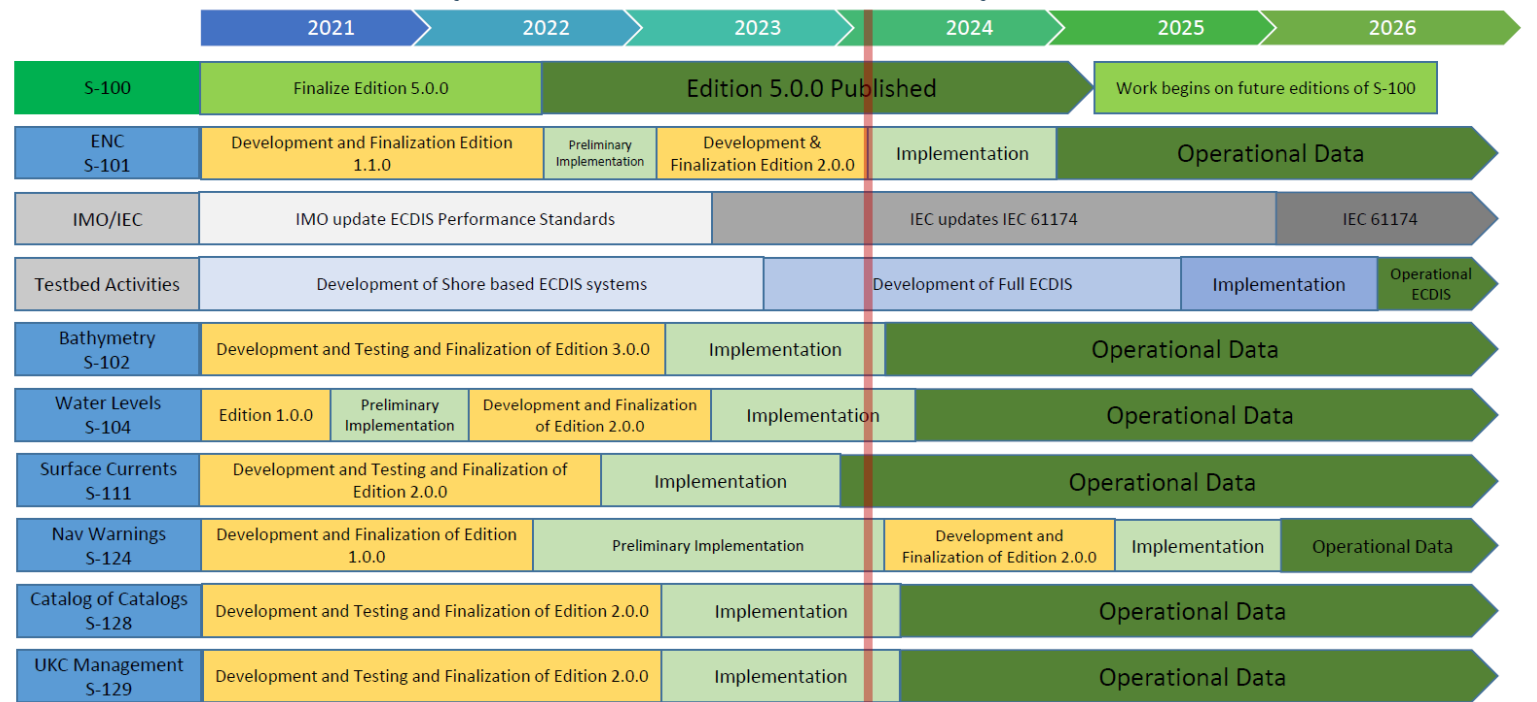 2021 2022 2023 2024 2025 2026
S-100
Finalize Edition 5.0.0
Edition 5.0.0 Published
Work begins on future editions of S-100
ENC
S-101
Development and Finalization Edition
1.1.0
Preliminary
Implementation
Development &
Finalization Edition 2.0.0
Implementation
Operational Data
IMO/IEC
IMO update ECDIS Performance Standards
IEC updates IEC 61174
IEC 61174
Testbed Activities
Development of Shore based ECDIS systems
Development of Full ECDIS
Implementation
Operational
ECDIS
Bathymetry
S-102
Development and Testing and Finalization of Edition 3.0.0
Implementation
Operational Data
Water Levels
S-104
Edition 1.0.0
Preliminary
Implementation
Development and Finalization
of Edition 2.0.0
Implementation
Operational Data
Surface Currents
S-111
Development and Testing and Finalization of
Edition 2.0.0
Implementation
Operational Data
Nav Warnings
S-124
Development and Finalization of Edition
1.0.0
Preliminary Implementation
Development and
Finalization of Edition 2.0.0
Implementation
Operational Data
Catalog of Catalogs
S-128
Development and Testing and Finalization of Edition 2.0.0
Implementation
Operational Data
UKC Management
S-129
Development and Testing and Finalization of Edition 2.0.0
Implementation
Operational Data